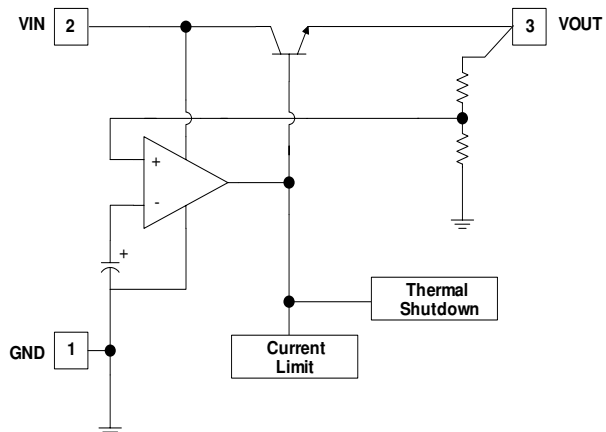 VIN 2
3 VOUT
+
-
+
Thermal
Shutdown
GND 1
Current
Limit